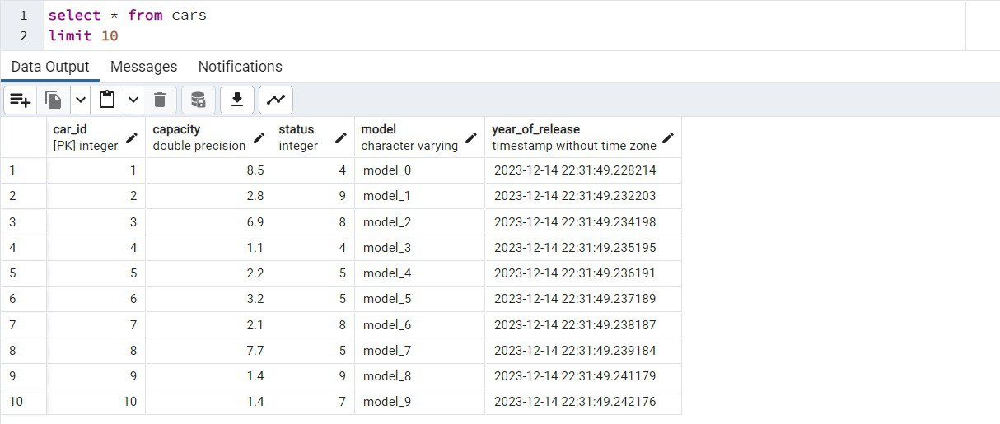 1 select * from cars
2 limit 10
Data Output Messages Notifications
car_id capacity status model year_of_release
[PK] integer double precision integer character varying timestamp without time zone
1 1 8.5 4 model_0 2023-12-14 22:31:49.228214
2 2 2.8 9 model_1 2023-12-14 22:31:49.232203
3 3 6.9 8 model_2 2023-12-14 22:31:49.234198
4 4 1.1 4 model_3 2023-12-14 22:31:49.235195
5 5 2.2 5 model_4 2023-12-14 22:31:49.236191
6 6 3.2 5 model_5 2023-12-14 22:31:49.237189
7 7 2.1 8 model_6 2023-12-14 22:31:49.238187
8 8 7.7 5 model_7 2023-12-14 22:31:49.239184
9 9 1.4 9 model_8 2023-12-14 22:31:49.241179
10 10 1.4 7 model_9 2023-12-14 22:31:49.242176